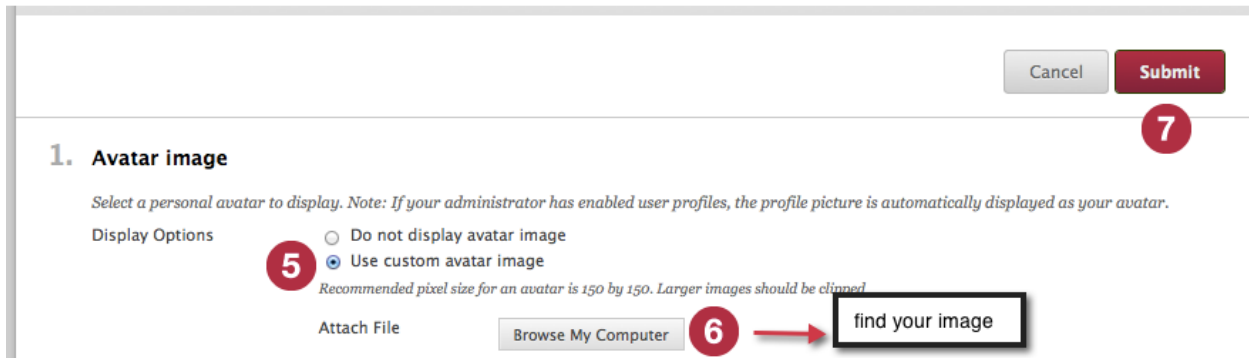 Cancel Submit
7
1. Avatar image
Select a personal avatar to display. Note: If your administrator has enabled user profiles, the profile picture is automatically displayed as your avatar.
Display Options Do not display avatar image
5 Use custom avatar image
Recommended pixel size for an avatar is 150 by 150. Larger images should be clipped
Attach File Browse My Computer 6 find your image